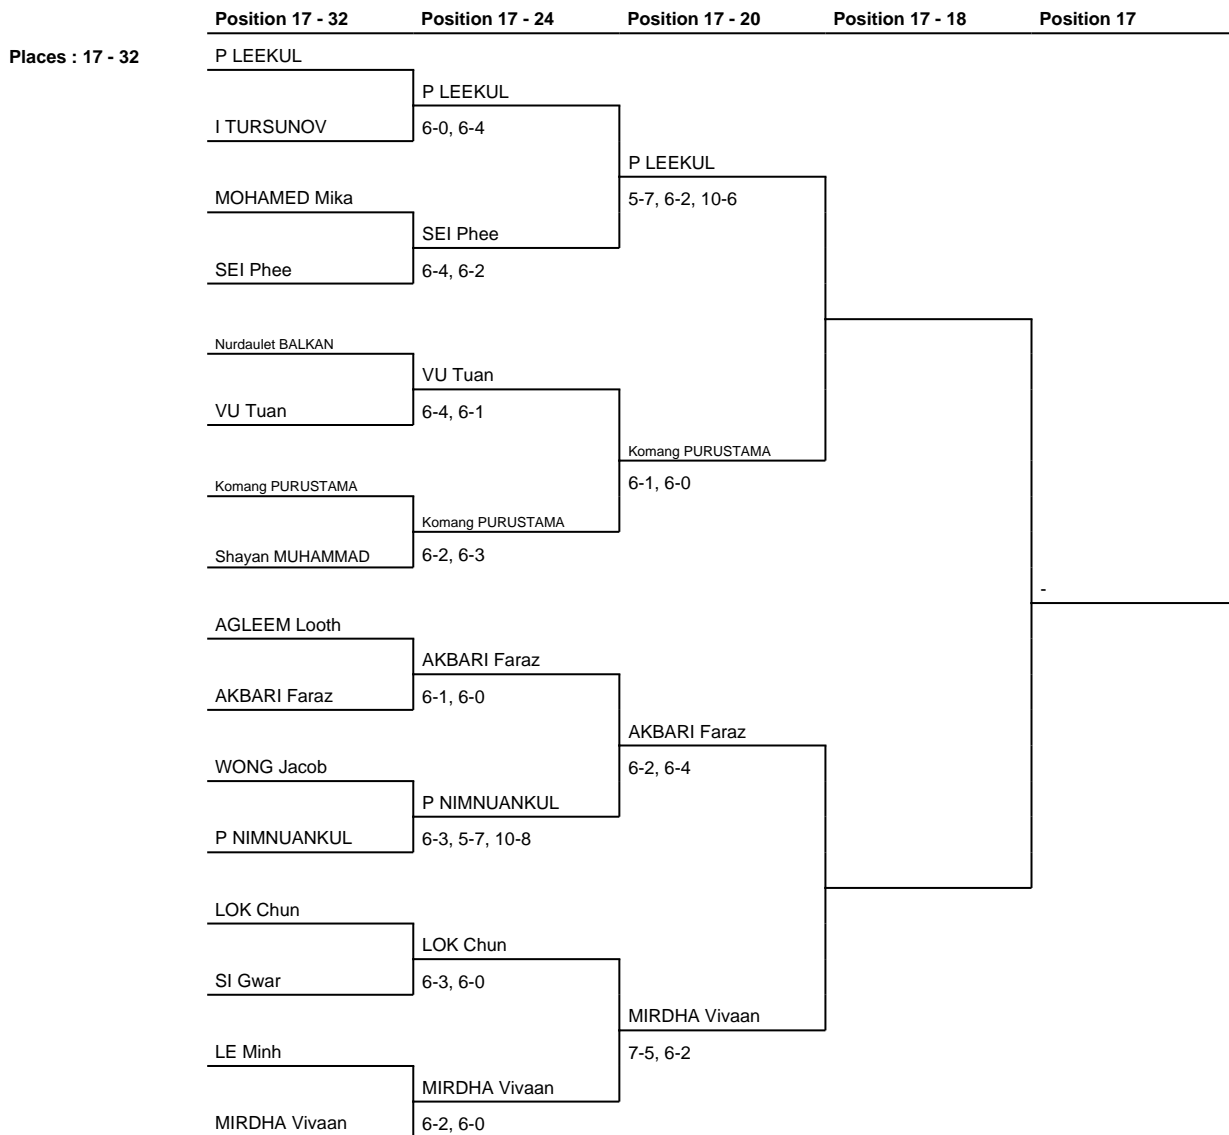 Position 17 - 32 Position 17 - 24 Position 17 - 20 Position 17 - 18 Position 17
Places : 17 - 32 P LEEKUL
P LEEKUL
I TURSUNOV 6-0, 6-4
P LEEKUL
MOHAMED Mika 5-7, 6-2, 10-6
SEI Phee
SEI Phee 6-4, 6-2
Nurdaulet BALKAN
VU Tuan
VU Tuan 6-4, 6-1
Komang PURUSTAMA
Komang PURUSTAMA 6-1, 6-0
Komang PURUSTAMA
Shayan MUHAMMAD 6-2, 6-3
-
AGLEEM Looth
AKBARI Faraz
AKBARI Faraz 6-1, 6-0
AKBARI Faraz
WONG Jacob 6-2, 6-4
P NIMNUANKUL
P NIMNUANKUL 6-3, 5-7, 10-8
LOK Chun
LOK Chun
SI Gwar 6-3, 6-0
MIRDHA Vivaan
LE Minh 7-5, 6-2
MIRDHA Vivaan
MIRDHA Vivaan 6-2, 6-0